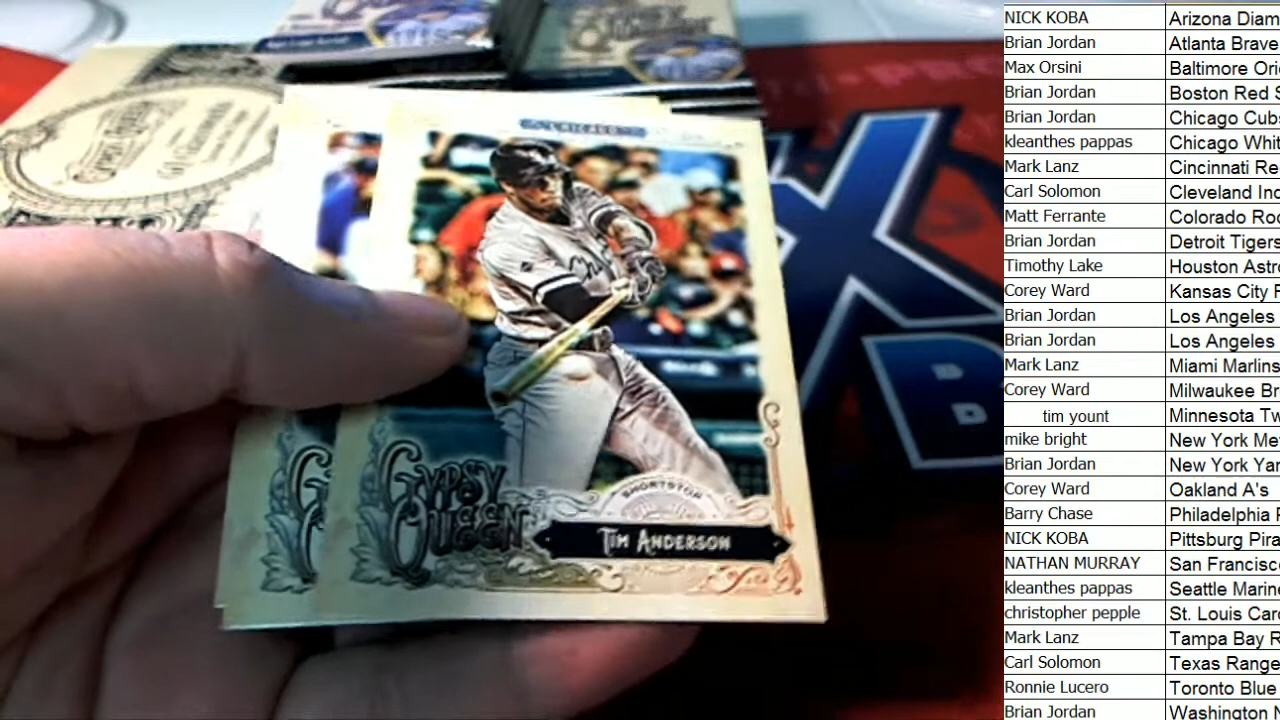 CHICAGO
GYPSY
QUEEN
SHORTSTOP
TIM ANDERSON
NICK KOBA Arizona Diam
Brian Jordan Atlanta Brave
Max Orsini Baltimore Ori
Brian Jordan Boston Red S
Brian Jordan Chicago Cubs
kleanthes pappas Chicago Whit
Mark Lanz Cincinnati Re
Carl Solomon Cleveland Inc
Matt Ferrante Colorado Roc
Brian Jordan Detroit Tigers
Timothy Lake Houston Astro
Corey Ward Kansas City F
Brian Jordan Los Angeles
Brian Jordan Los Angeles
Mark Lanz Miami Marlins
Corey Ward Milwaukee Br
tim yount Minnesota Tw
mike bright New York Me
Brian Jordan New York Yan
Corey Ward Oakland A's
Barry Chase Philadelphia P
NICK KOBA Pittsburg Pira
NATHAN MURRAY San Francisco
kleanthes pappas Seattle Marine
christopher pepple St. Louis Card
Mark Lanz Tampa Bay R
Carl Solomon Texas Range
Ronnie Lucero Toronto Blue
Brian Jordan Washington N